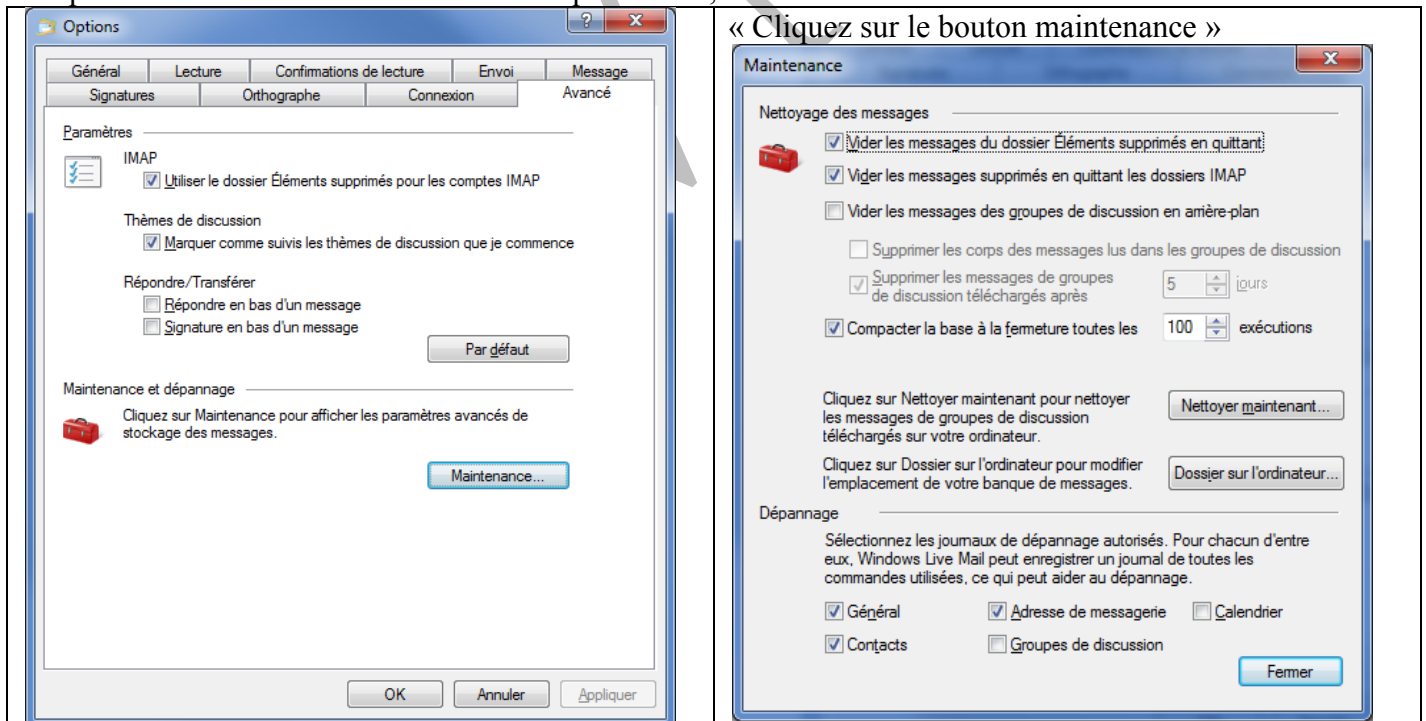 Options
Général Lecture Confirmations de lecture Envoi Message
Signatures Orthographe Connexion Avancé
Paramètres
IMAP
Utiliser le dossier Éléments supprimés pour les comptes IMAP
Thèmes de discussion
Marquer comme suivis les thèmes de discussion que je commence
Répondre/Transférer
Répondre en bas d'un message
Signature en bas d'un message
Par défaut
Maintenance et dépannage
Cliquez sur Maintenance pour afficher les paramètres avancés de
stockage des messages.
Maintenance...
OK Annuler Appliquer
« Cliquez sur le bouton maintenance »
Maintenance
Nettoyage des messages
Vider les messages du dossier Éléments supprimés en quittant
Vider les messages supprimés en quittant les dossiers IMAP
Vider les messages des groupes de discussion en arrière-plan
Supprimer les corps des messages lus dans les groupes de discussion
Supprimer les messages de groupes
de discussion téléchargés après 5 jours
Compacter la base à la fermeture toutes les 100 exécutions
Cliquez sur Nettoyer maintenant pour nettoyer
les messages de groupes de discussion
téléchargés sur votre ordinateur.
Nettoyer maintenant...
Cliquez sur Dossier sur l'ordinateur pour modifier
l'emplacement de votre banque de messages.
Dossier sur l'ordinateur...
Dépannage
Sélectionnez les journaux de dépannage autorisés. Pour chacun d'entre
eux, Windows Live Mail peut enregistrer un journal de toutes les
commandes utilisées, ce qui peut aider au dépannage.
Général Adresse de messagerie Calendrier
Contacts Groupes de discussion
Fermer